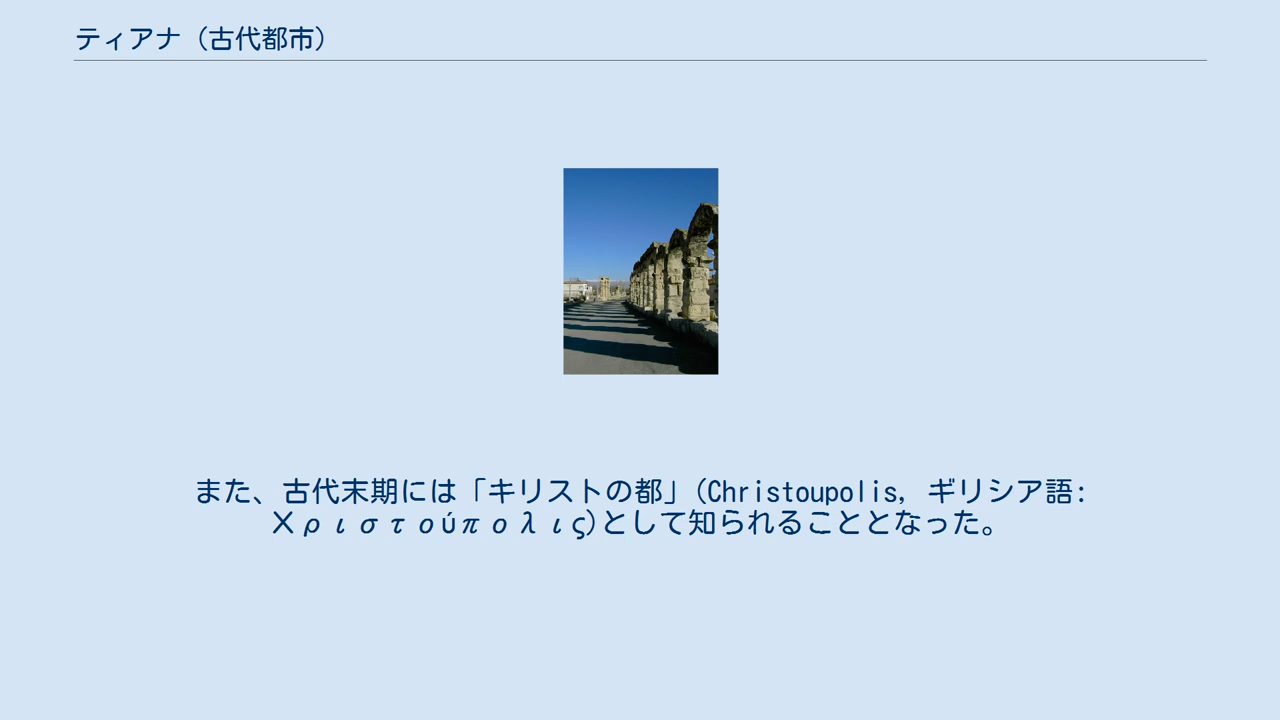 ティアナ（古代都市）
また、古代末期には「キリストの都」(Christoupolis, ギリシア語:
Χριστούπολις)として知られることとなった。